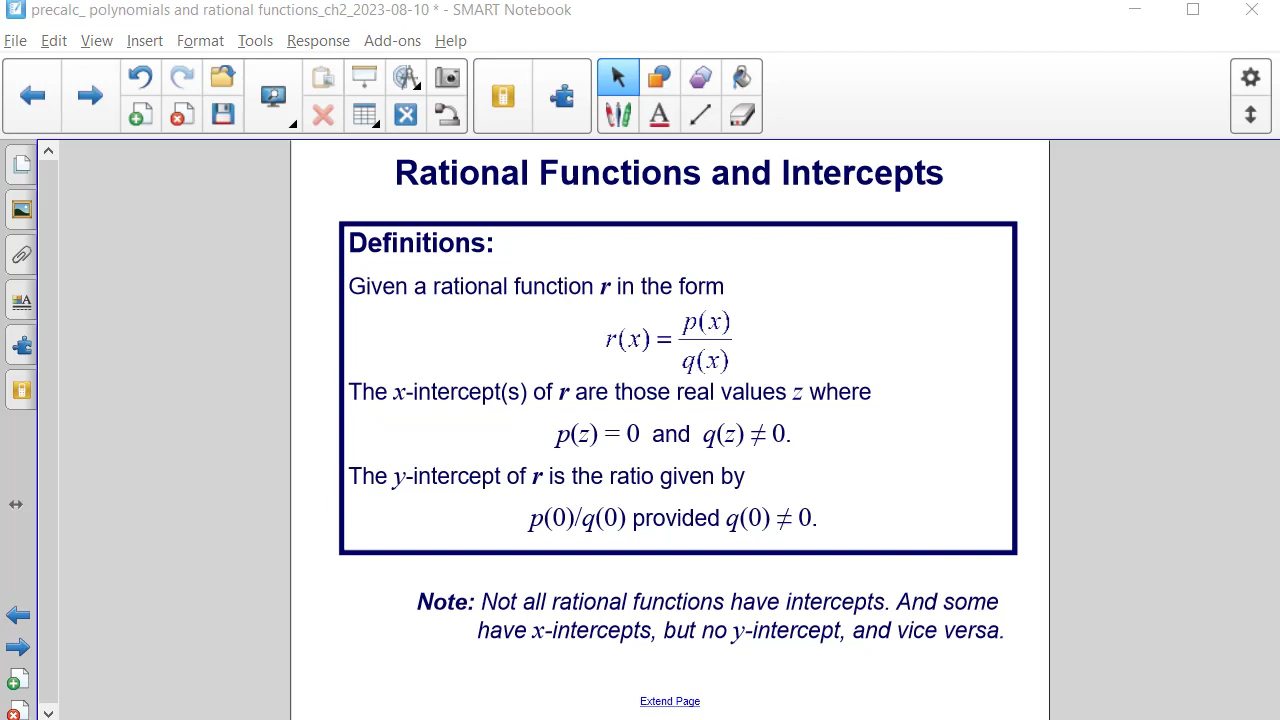 precalc_ polynomials and rational functions_ch2_2023-08-10 * - SMART Notebook
File Edit View Insert Format Tools Response Add-ons Help
Rational Functions and Intercepts
Definitions:
Given a rational function r in the form
r(x) = p(x)/q(x)
The x-intercept(s) of r are those real values z where
p(z) = 0 and q(z) ≠ 0.
The y-intercept of r is the ratio given by
p(0)/q(0) provided q(0) ≠ 0.
Note: Not all rational functions have intercepts. And some
have x-intercepts, but no y-intercept, and vice versa.
Extend Page